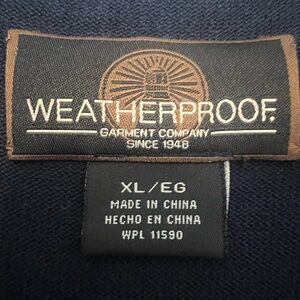 WEATHERPROOF.
GARMENT COMPANY
SINCE 1948
XL/EG
MADE IN CHINA
HECHO EN CHINA
WPL 11590